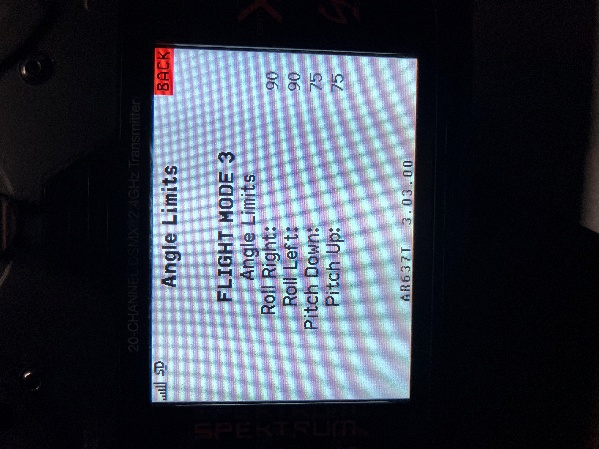 20-CHANNEL DSMX 2.4GHz Transmitter
SD
Angle Limits
BACK
FLIGHT MODE 3
Angle Limits
Roll Right: 90
Roll Left: 90
Pitch Down: 75
Pitch Up: 75
AR637T 3.03.00
SPEKTRUM